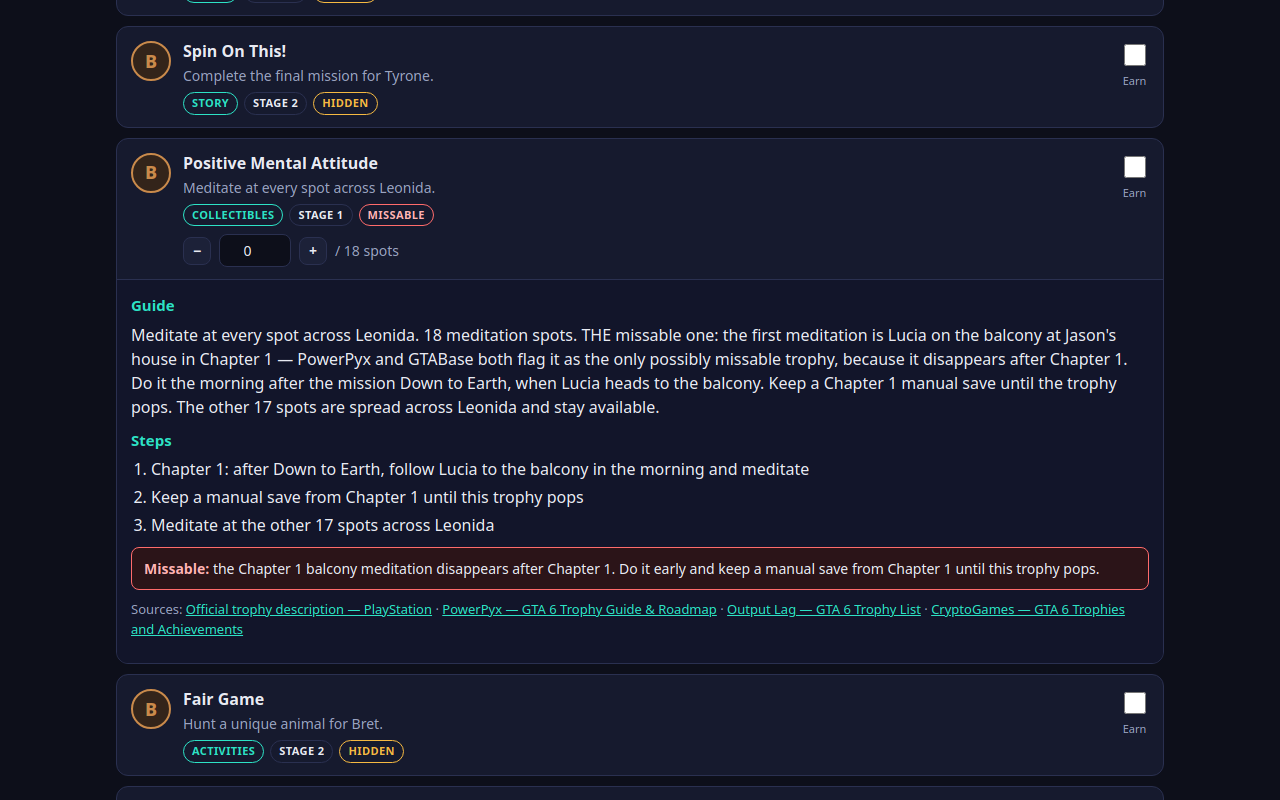 B
Spin On This!
Complete the final mission for Tyrone.
STORY STAGE 2 HIDDEN
Earn
B
Positive Mental Attitude
Meditate at every spot across Leonida.
COLLECTIBLES STAGE 1 MISSABLE
− 0 + / 18 spots
Earn
Guide
Meditate at every spot across Leonida. 18 meditation spots. THE missable one: the first meditation is Lucia on the balcony at Jason's
house in Chapter 1 — PowerPyx and GTABase both flag it as the only possibly missable trophy, because it disappears after Chapter 1.
Do it the morning after the mission Down to Earth, when Lucia heads to the balcony. Keep a Chapter 1 manual save until the trophy
pops. The other 17 spots are spread across Leonida and stay available.
Steps
1. Chapter 1: after Down to Earth, follow Lucia to the balcony in the morning and meditate
2. Keep a manual save from Chapter 1 until this trophy pops
3. Meditate at the other 17 spots across Leonida
Missable: the Chapter 1 balcony meditation disappears after Chapter 1. Do it early and keep a manual save from Chapter 1 until this trophy pops.
Sources: Official trophy description — PlayStation · PowerPyx — GTA 6 Trophy Guide & Roadmap · Output Lag — GTA 6 Trophy List · CryptoGames — GTA 6 Trophies
and Achievements
B
Fair Game
Hunt a unique animal for Bret.
ACTIVITIES STAGE 2 HIDDEN
Earn